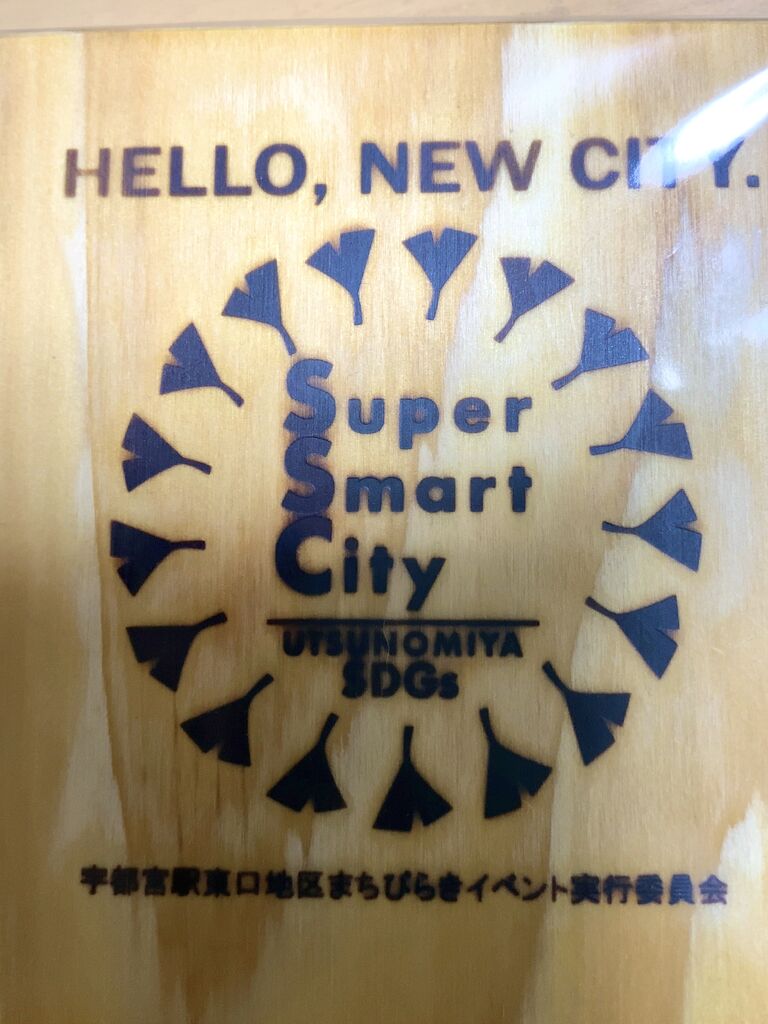 HELLO, NEW CITY.
Super
Smart
City
UTSUNOMIYA
SDGs
宇都宮駅東口地区まちびらきイベント実行委員会